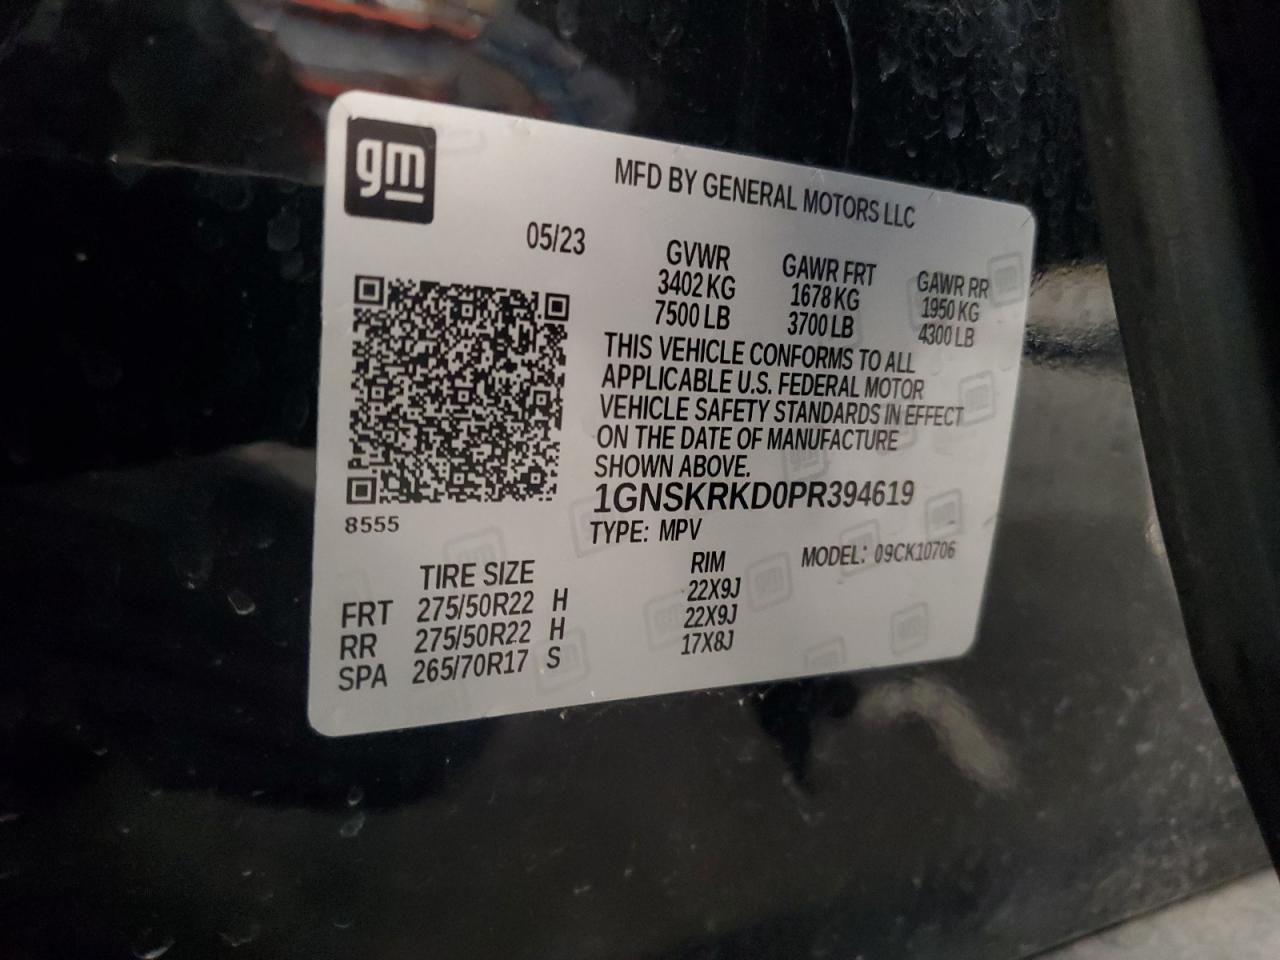 gm
MFD BY GENERAL MOTORS LLC
05/23
GVWR GAWR FRT GAWR RR
3402 KG 1678 KG 1950 KG
7500 LB 3700 LB 4300 LB
THIS VEHICLE CONFORMS TO ALL
APPLICABLE U.S. FEDERAL MOTOR
VEHICLE SAFETY STANDARDS IN EFFECT
ON THE DATE OF MANUFACTURE
SHOWN ABOVE.
1GNSKRKD0PR394619
8555
TYPE: MPV
MODEL: 09CK10706
TIRE SIZE RIM
FRT 275/50R22 H 22X9J
RR 275/50R22 H 22X9J
SPA 265/70R17 S 17X8J